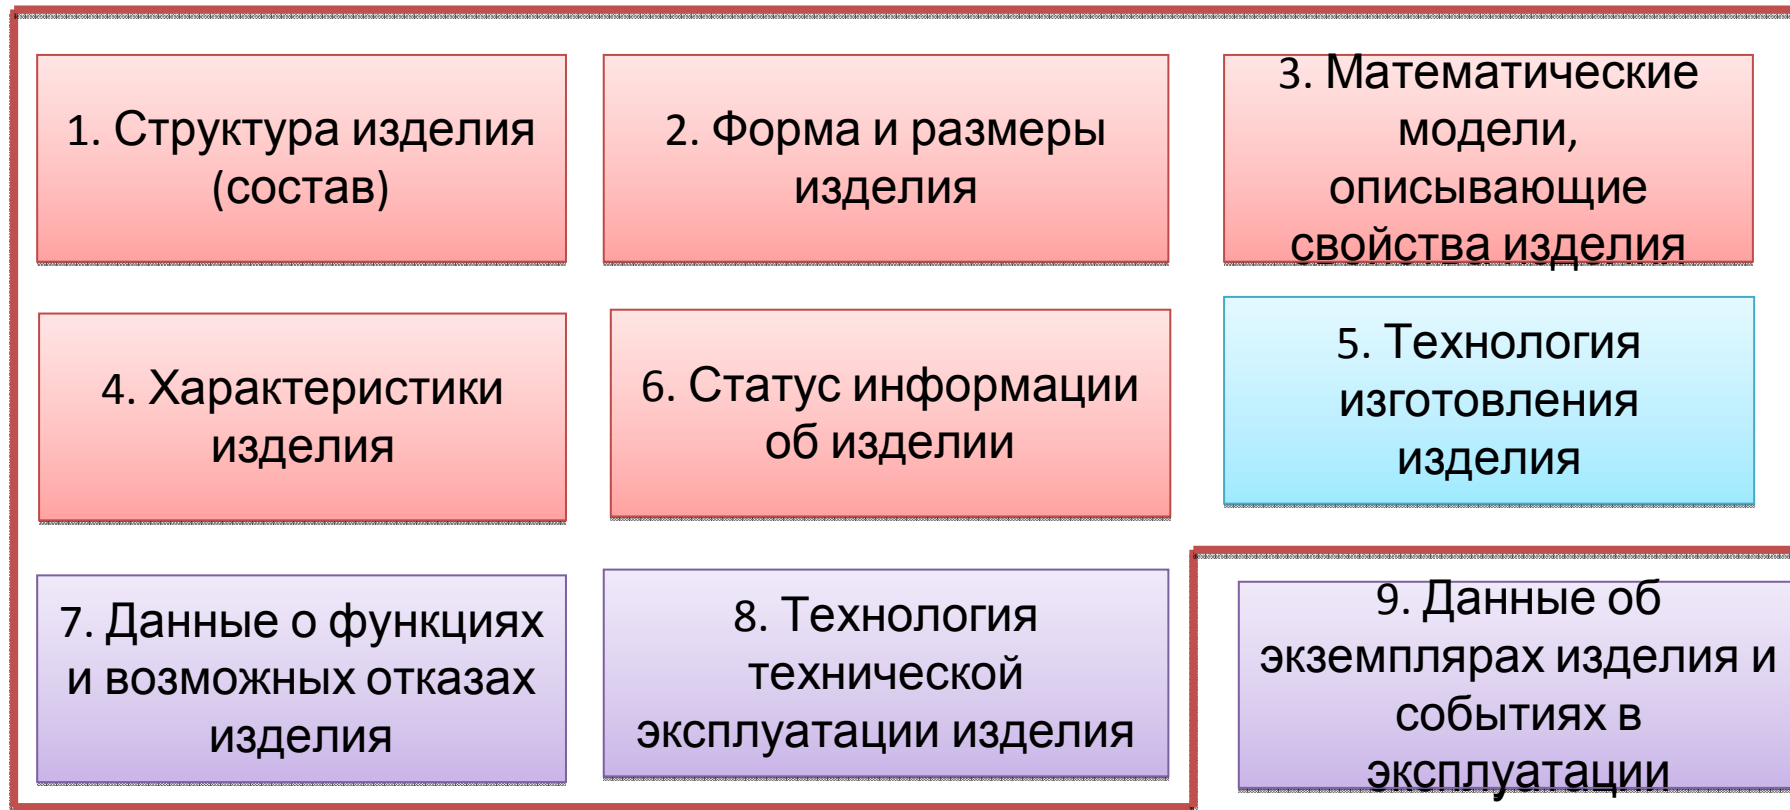 1. Структура изделия
(состав)
2. Форма и размеры
изделия
3. Математические
модели,
описывающие
свойства изделия
4. Характеристики
изделия
6. Статус информации
об изделии
5. Технология
изготовления
изделия
7. Данные о функциях
и возможных отказах
изделия
8. Технология
технической
эксплуатации изделия
9. Данные об
экземплярах изделия и
событиях в
эксплуатации